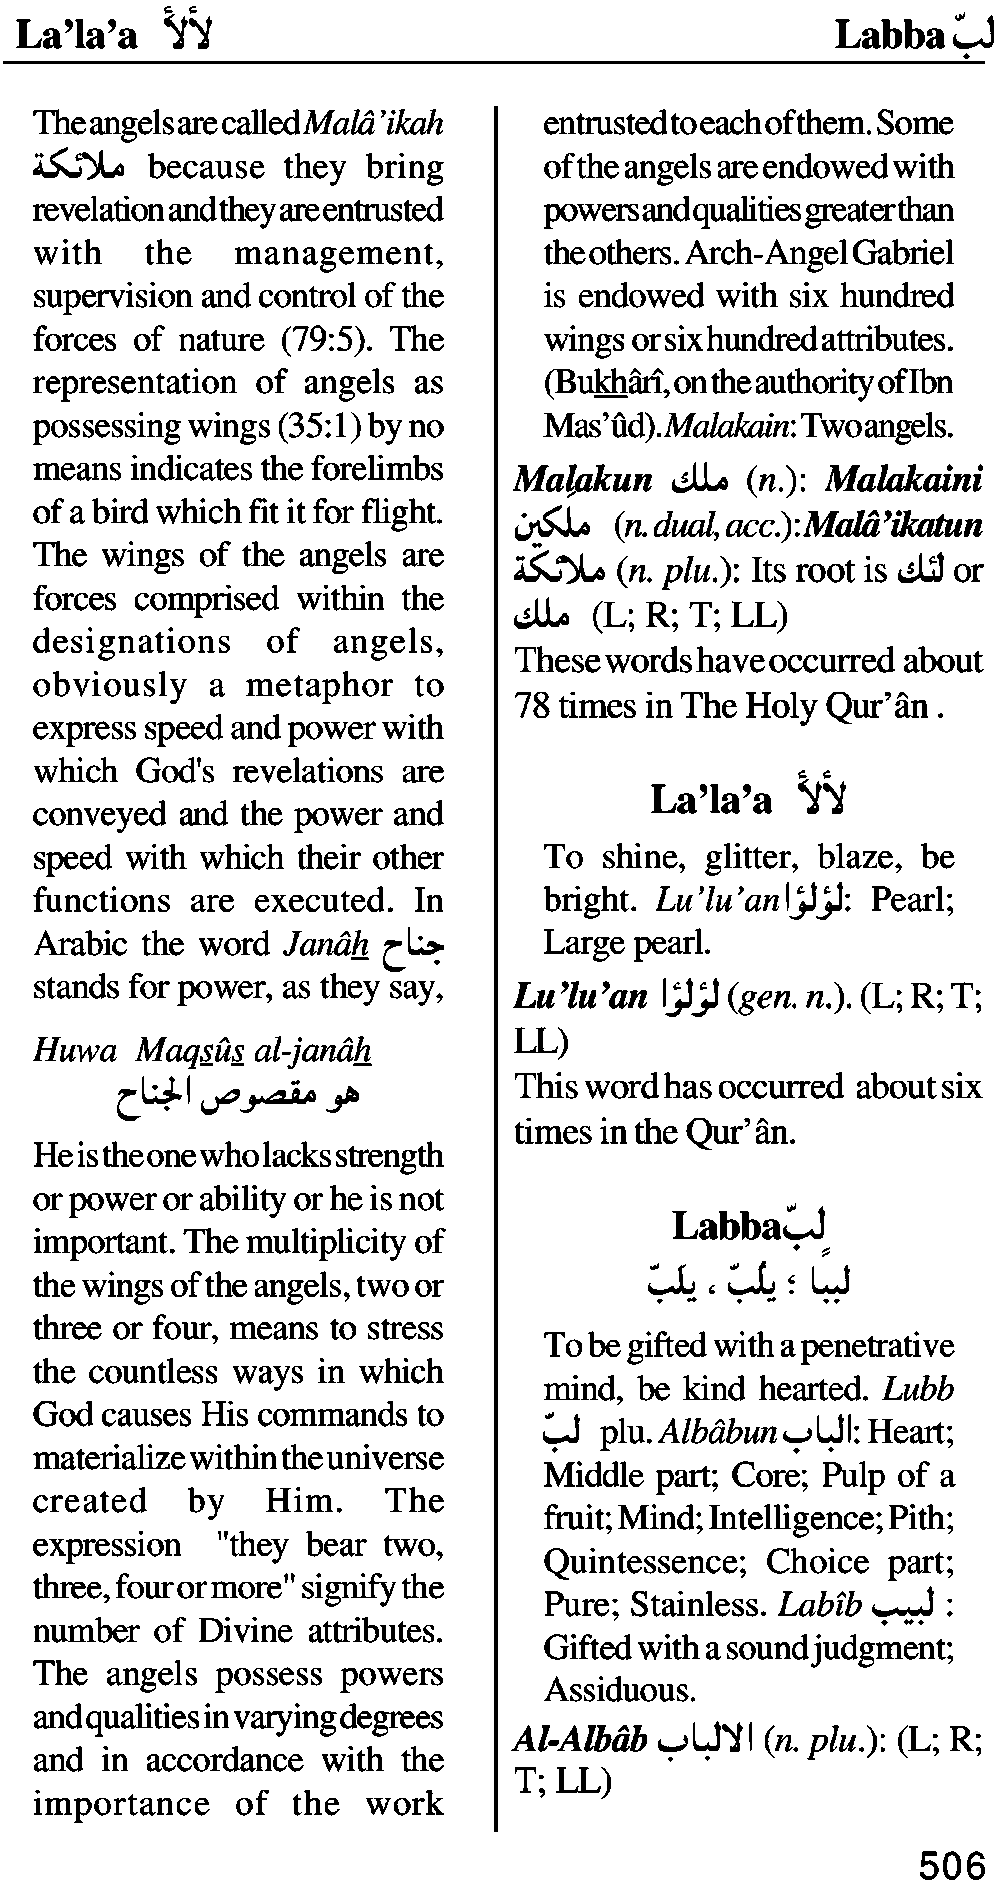 La’la’a لألأ
Labba لبّ
The angels are called Malâ’ikah
ملائكة because they bring
revelation and they are entrusted
with the management,
supervision and control of the
forces of nature (79:5). The
representation of angels as
possessing wings (35:1) by no
means indicates the forelimbs
of a bird which fit it for flight.
The wings of the angels are
forces comprised within the
designations of angels,
obviously a metaphor to
express speed and power with
which God's revelations are
conveyed and the power and
speed with which their other
functions are executed. In
Arabic the word Janâh جناح
stands for power, as they say,
Huwa Maqsûs al-janâh
هو مقصوص الجناح
He is the one who lacks strength
or power or ability or he is not
important. The multiplicity of
the wings of the angels, two or
three or four, means to stress
the countless ways in which
God causes His commands to
materialize within the universe
created by Him. The
expression "they bear two,
three, four or more" signify the
number of Divine attributes.
The angels possess powers
and qualities in varying degrees
and in accordance with the
importance of the work
entrusted to each of them. Some
of the angels are endowed with
powers and qualities greater than
the others. Arch-Angel Gabriel
is endowed with six hundred
wings or six hundred attributes.
(Bukhârî, on the authority of Ibn
Mas’ûd). Malakain: Two angels.
Malakun ملك (n.): Malakaini
ملكين (n. dual, acc.): Malâ’ikatun
ملائكة (n. plu.): Its root is لئك or
ملك (L; R; T; LL)
These words have occurred about
78 times in The Holy Qur’ân .
La’la’a لألأ
To shine, glitter, blaze, be
bright. Lu’lu’an لؤلؤا: Pearl;
Large pearl.
Lu’lu’an لؤلؤا (gen. n.). (L; R; T;
LL)
This word has occurred about six
times in the Qur’ân.
Labba لبّ
لبباً ؛ يلُبّ ، يلَبّ
To be gifted with a penetrative
mind, be kind hearted. Lubb
لبّ plu. Albâbun الباب: Heart;
Middle part; Core; Pulp of a
fruit; Mind; Intelligence; Pith;
Quintessence; Choice part;
Pure; Stainless. Labîb لبيب :
Gifted with a sound judgment;
Assiduous.
Al-Albâb الالباب (n. plu.): (L; R;
T; LL)
506